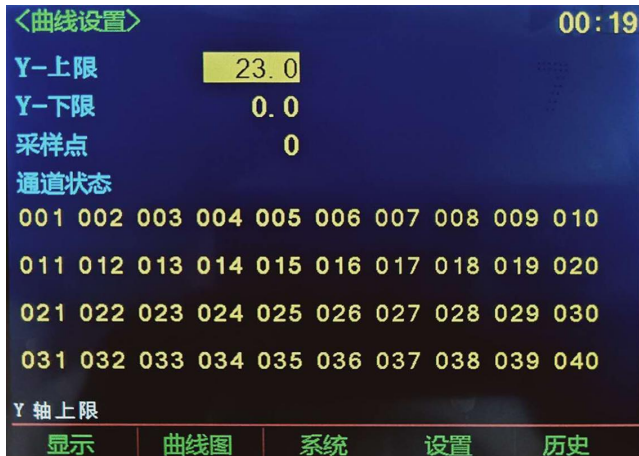 〈曲线设置〉 00:19
Y-上限 23.0
Y-下限 0.0
采样点 0
通道状态
001 002 003 004 005 006 007 008 009 010
011 012 013 014 015 016 017 018 019 020
021 022 023 024 025 026 027 028 029 030
031 032 033 034 035 036 037 038 039 040
Y 轴上限
显示 曲线图 系统 设置 历史